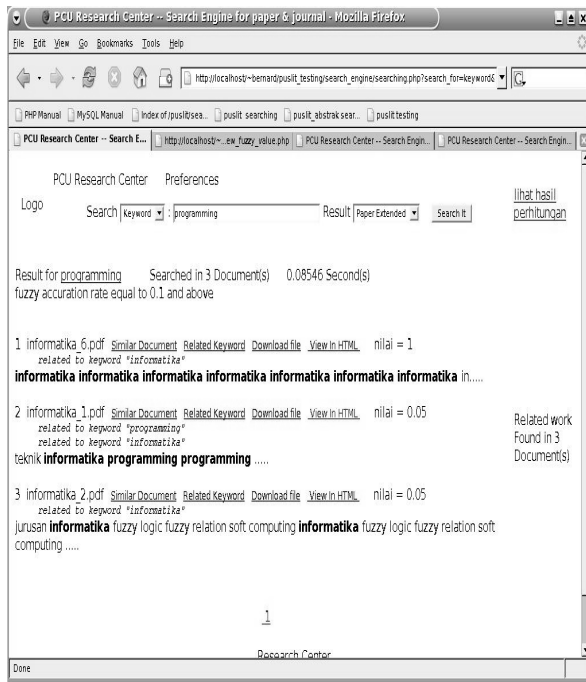 PCU Research Center -- Search Engine for paper & journal - Mozilla Firefox
File Edit View Go Bookmarks Tools Help
http://localhost/~bernard/puslit_testing/search_engine/searching.php?search_for=keyword&
PHP Manual MySQL Manual Index of /puslit/sea... puslit searching puslit_abstrak sear... puslit testing
PCU Research Center -- Search E... http://localhost/~...ew_fuzzy_value.php PCU Research Center -- Search Engin... PCU Research Center -- Search Engin...
PCU Research Center Preferences
Logo
Search Keyword : programming Result Paper Extended Search It
lihat hasil
perhitungan
Result for programming Searched in 3 Document(s) 0.08546 Second(s)
fuzzy accuration rate equal to 0.1 and above
1 informatika_6.pdf Similar Document Related Keyword Download file View In HTML nilai = 1
related to keyword "informatika"
informatika informatika informatika informatika informatika informatika informatika in.....
2 informatika_1.pdf Similar Document Related Keyword Download file View In HTML nilai = 0.05
related to keyword "programming"
related to keyword "informatika"
teknik informatika programming programming .....
3 informatika_2.pdf Similar Document Related Keyword Download file View In HTML nilai = 0.05
related to keyword "informatika"
jurusan informatika fuzzy logic fuzzy relation soft computing informatika fuzzy logic fuzzy relation soft
computing .....
Related work
Found in 3
Document(s)
1
Research Center
Done